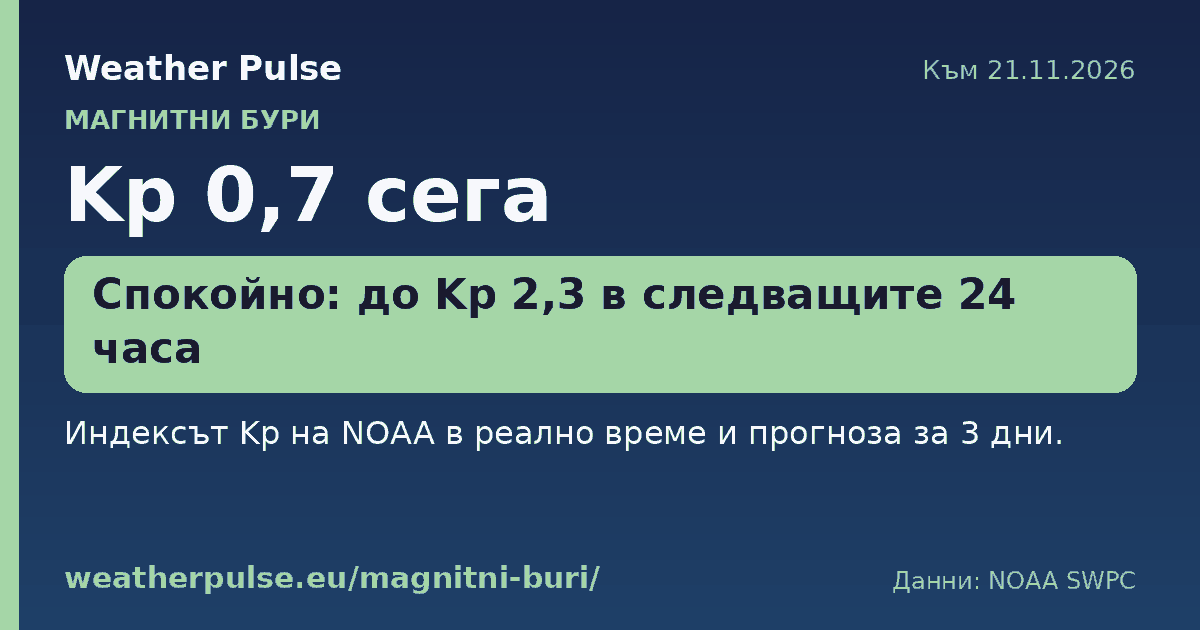 Weather Pulse
Към 21.11.2026
МАГНИТНИ БУРИ
Kp 0,7 сега
Спокойно: до Kp 2,3 в следващите 24
часа
Индексът Kp на NOAA в реално време и прогноза за 3 дни.
weatherpulse.eu/magnitni-buri/
Данни: NOAA SWPC